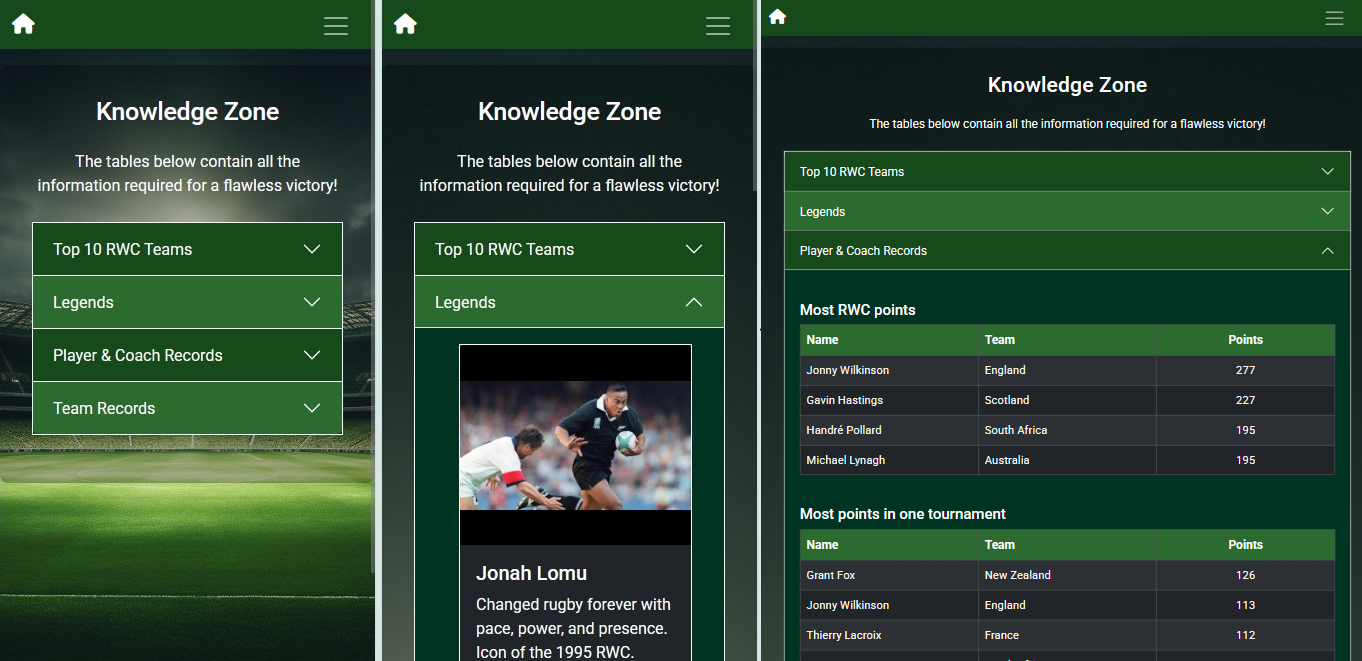 Knowledge Zone
The tables below contain all the
information required for a flawless victory!
Top 10 RWC Teams
Legends
Player & Coach Records
Team Records
Knowledge Zone
The tables below contain all the
information required for a flawless victory!
Top 10 RWC Teams
Legends
Jonah Lomu
Changed rugby forever with
pace, power, and presence.
Icon of the 1995 RWC.
Knowledge Zone
The tables below contain all the information required for a flawless victory!
Top 10 RWC Teams
Legends
Player & Coach Records
Most RWC points
Name Team Points
Jonny Wilkinson England 277
Gavin Hastings Scotland 227
Handré Pollard South Africa 195
Michael Lynagh Australia 195
Most points in one tournament
Name Team Points
Grant Fox New Zealand 126
Jonny Wilkinson England 113
Thierry Lacroix France 112